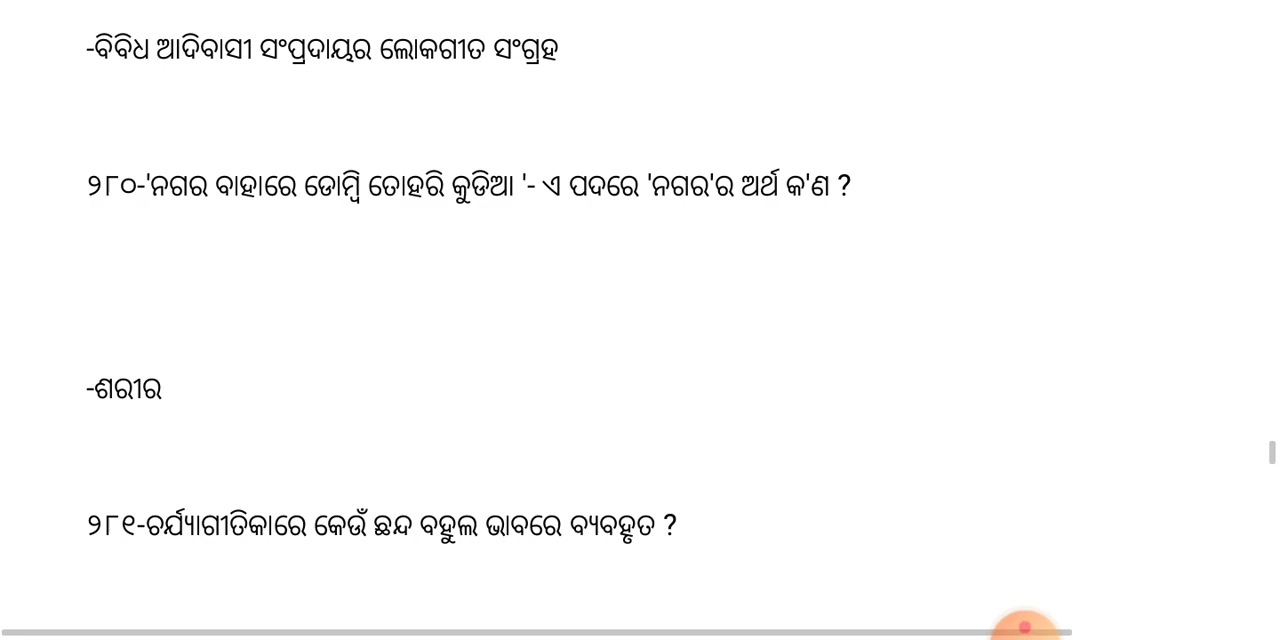 -ବିବିଧ ଆଦିବାସୀ ସଂପ୍ରଦାୟର ଲୋକଗୀତ ସଂଗ୍ରହ
୨୮୦-'ନଗର ବାହାରେ ଡୋମ୍ବି ତୋହରି କୁଡିଆ '- ଏ ପଦରେ 'ନଗର'ର ଅର୍ଥ କ'ଣ ?
-ଶରୀର
୨୮୧-ଚର୍ଯ୍ୟାଗୀତିକାରେ କେଉଁ ଛନ୍ଦ ବହୁଲ ଭାବରେ ବ୍ୟବହୃତ ?